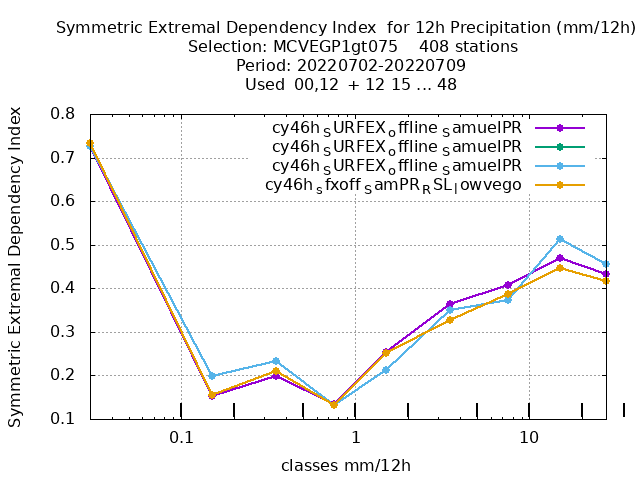 Symmetric Extremal Dependency Index  for 12h Precipitation (mm/12h)
Selection: MCVEGP1gt075    408 stations
Period: 20220702-20220709
Used  00,12  + 12 15 ... 48
Symmetric Extremal Dependency Index
0.8
0.7
0.6
0.5
0.4
0.3
0.2
0.1
cy46h_SURFEX_offline_SamuelPR
cy46h_SURFEX_offline_SamuelPR
cy46h_SURFEX_offline_SamuelPR
cy46h_sfxoff_SamPR_RSL_lowvego
0.1 1 10
classes mm/12h